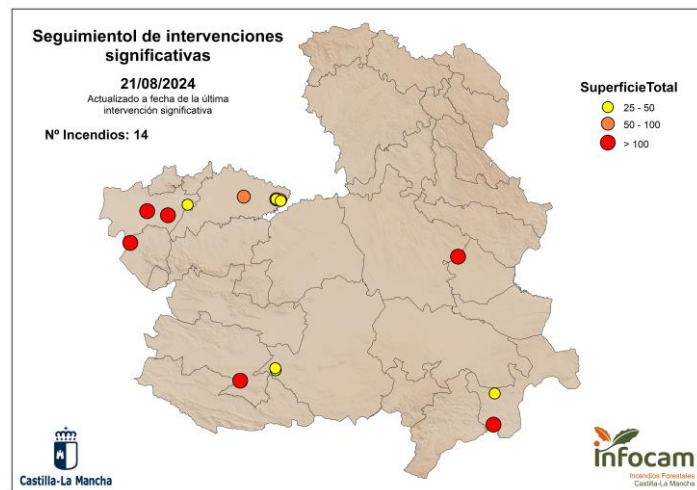 Seguimientol de intervenciones
significativas
21/08/2024
Actualizado a fecha de la última
intervención significativa
Nº Incendios: 14
SuperficieTotal
25 - 50
50 - 100
> 100
Castilla-La Mancha
infocam
Incendios Forestales
Castilla-La Mancha